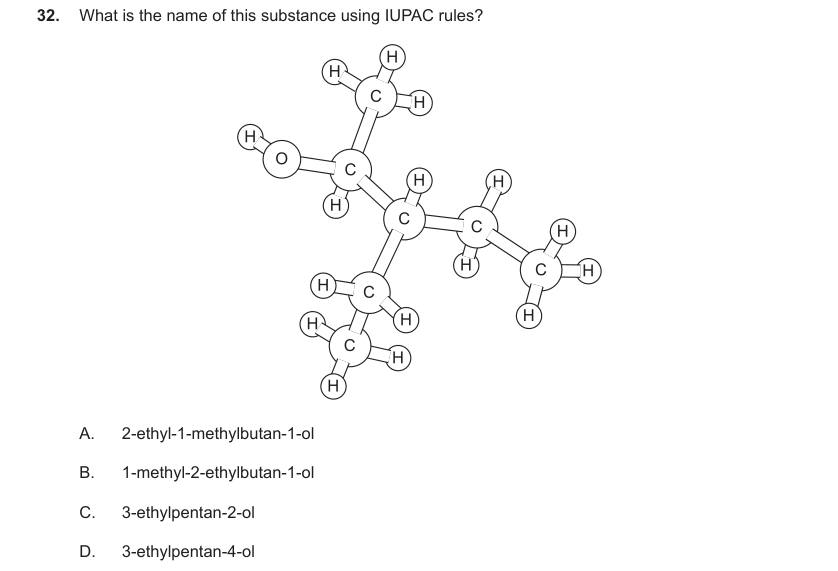 32. What is the name of this substance using IUPAC rules?
H
H
C
H
H
O
C
H
H
H
C
C
H
H
C
H
H
C
H
H
H
C
H
H
A. 2-ethyl-1-methylbutan-1-ol
B. 1-methyl-2-ethylbutan-1-ol
C. 3-ethylpentan-2-ol
D. 3-ethylpentan-4-ol